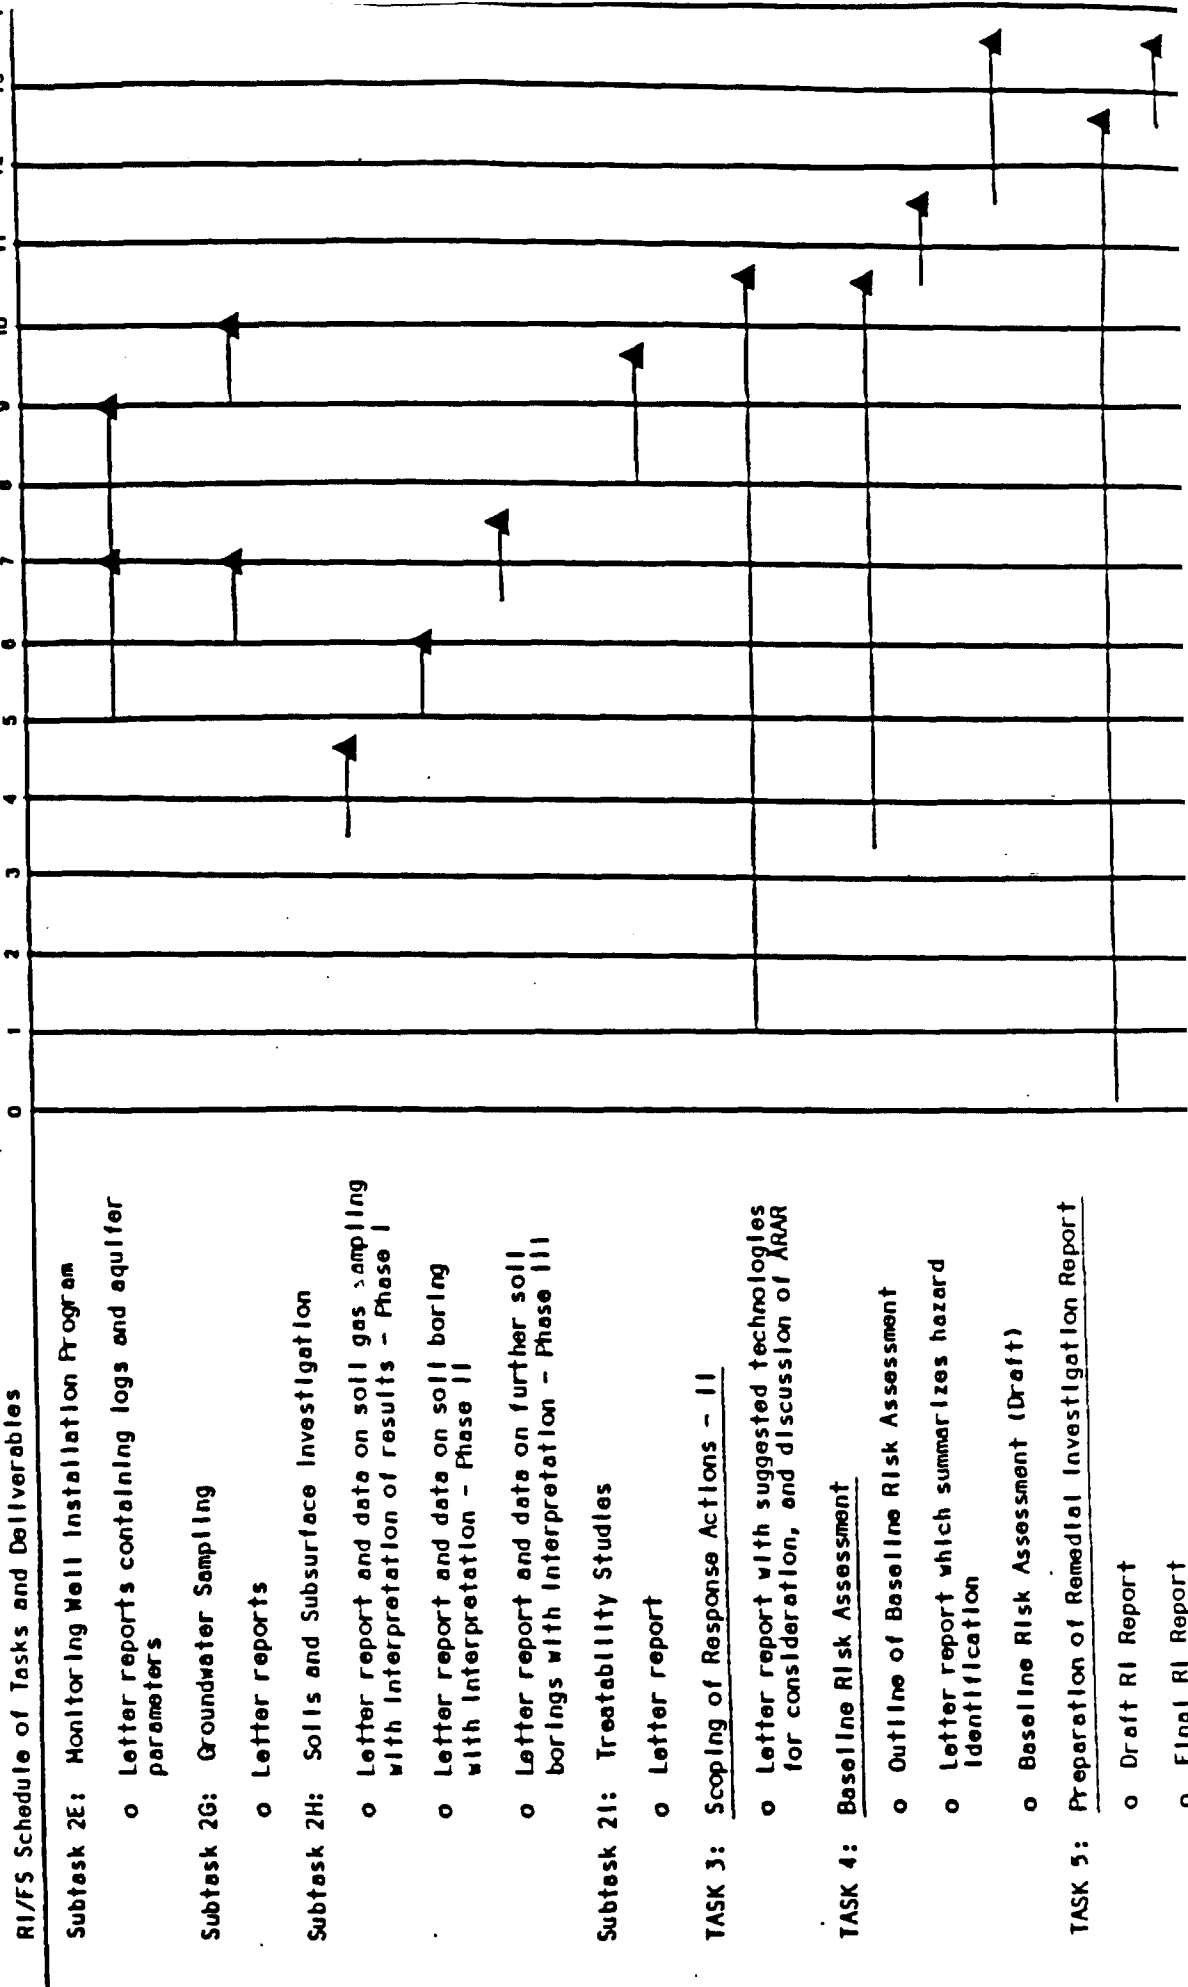 RI/FS Schedule of Tasks and Deliverables
0 1 2 3 4 5 6 7 8 9 10 11
Subtask 2E: Monitoring Well Installation Program
o Letter reports containing logs and aquifer
parameters
Subtask 2G: Groundwater Sampling
o Letter reports
Subtask 2H: Soils and Subsurface Investigation
o Letter report and data on soil gas sampling
with interpretation of results - Phase I
o Letter report and data on soil boring
with interpretation - Phase II
o Letter report and data on further soil
borings with interpretation - Phase III
Subtask 2I: Treatability Studies
o Letter report
TASK 3: Scoping of Response Actions - II
o Letter report with suggested technologies
for consideration, and discussion of ARAR
TASK 4: Baseline Risk Assessment
o Outline of Baseline Risk Assessment
o Letter report which summarizes hazard
identification
o Baseline Risk Assessment (Draft)
TASK 5: Preparation of Remedial Investigation Report
o Draft RI Report
o Final RI Report